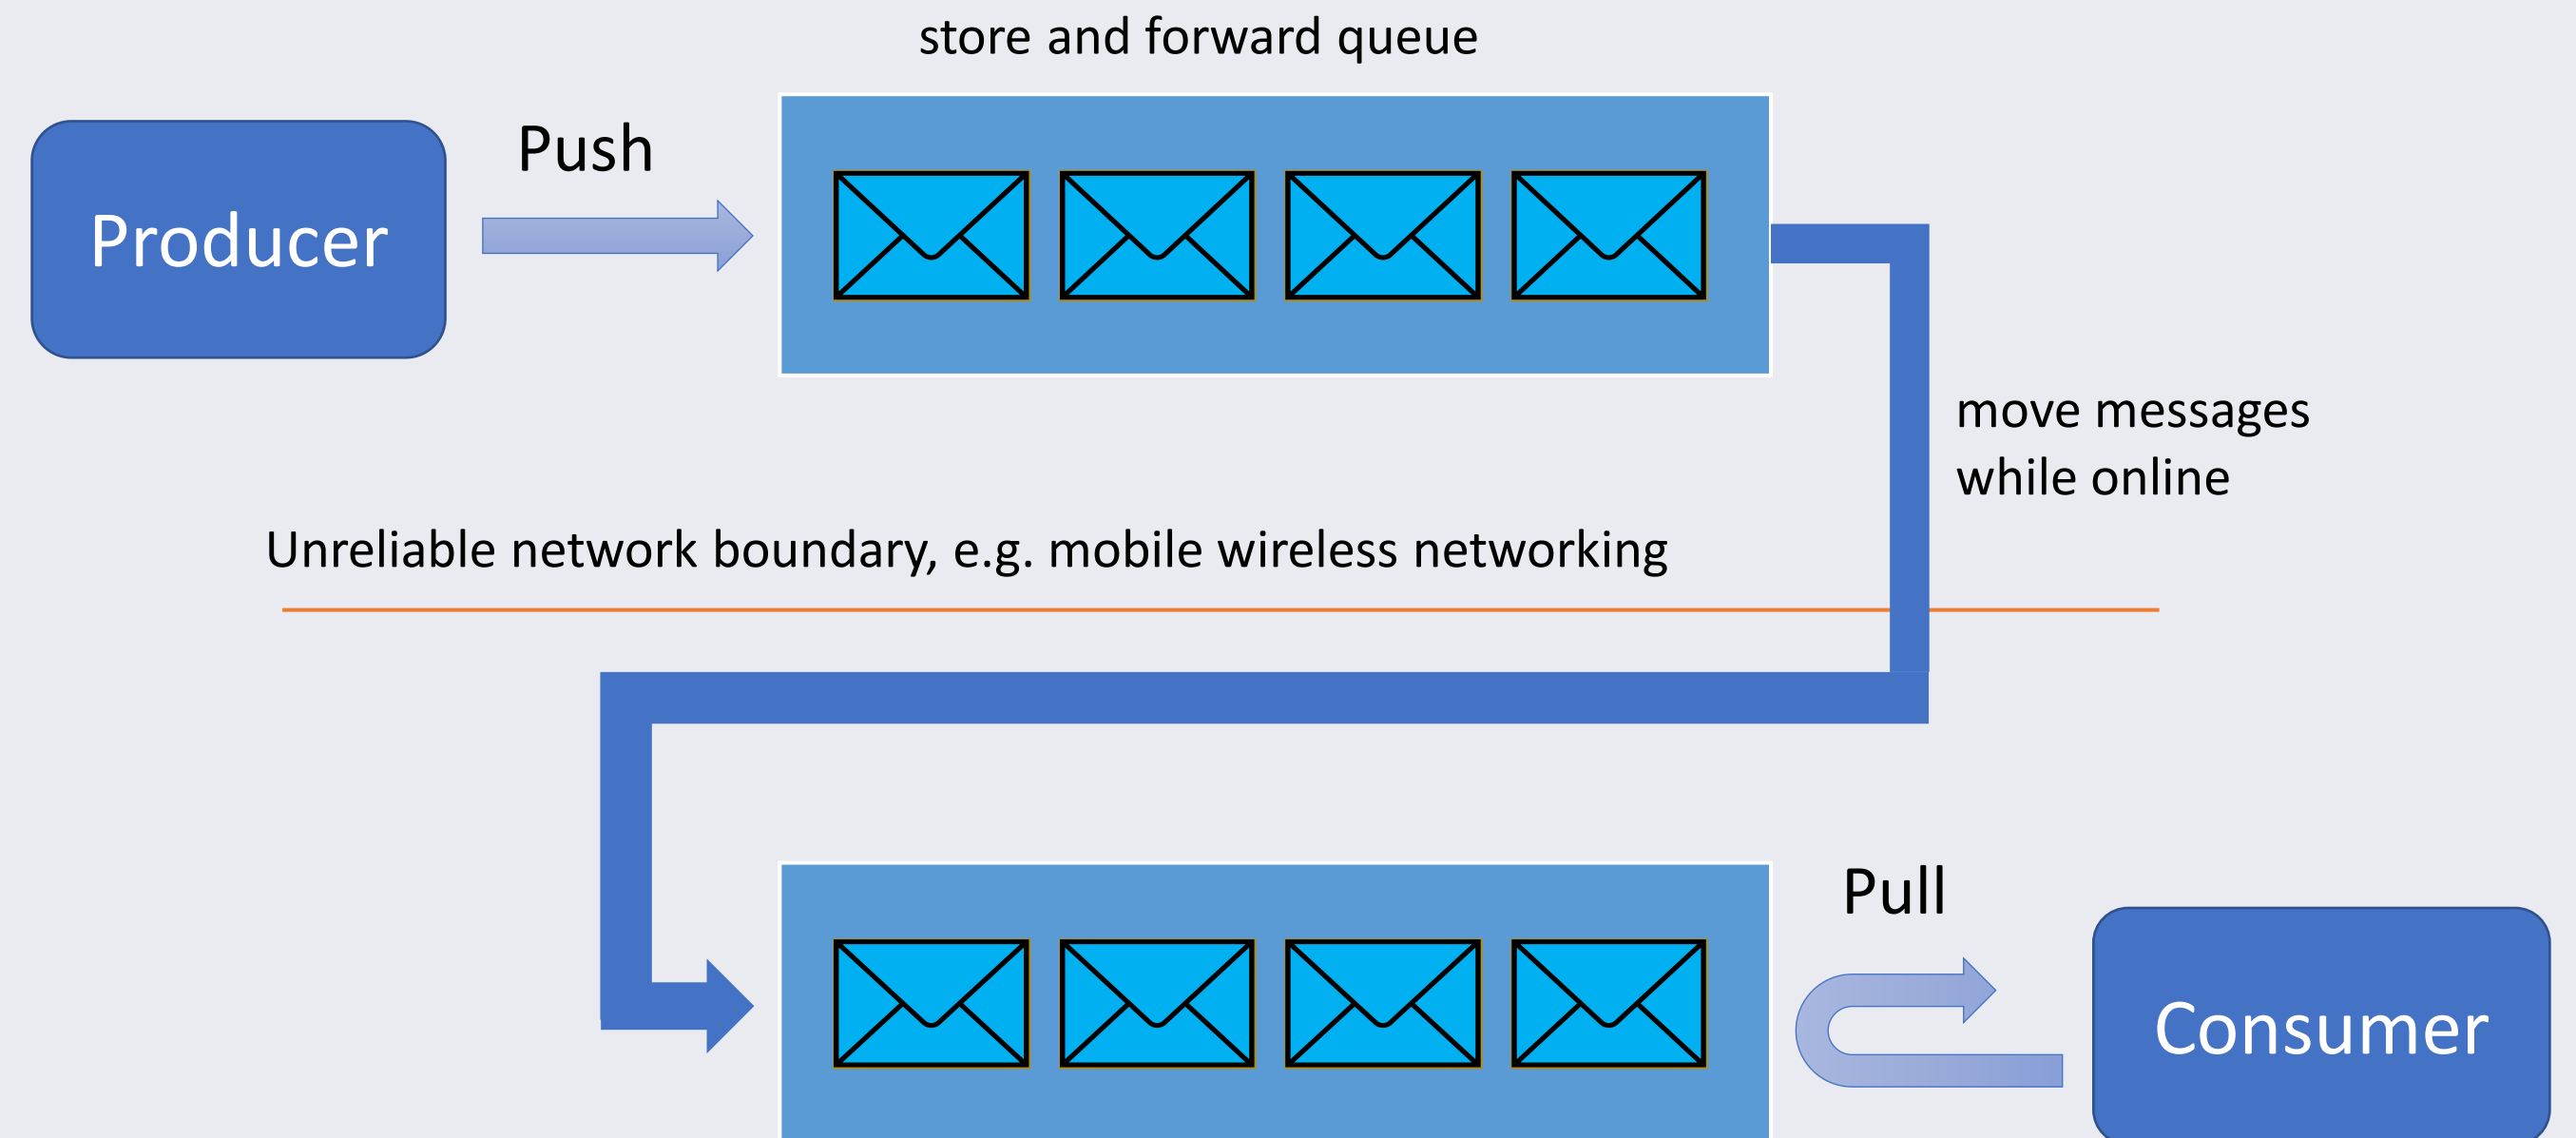 store and forward queue
Push
Producer
move messages
while online
Unreliable network boundary, e.g. mobile wireless networking
Pull
Consumer